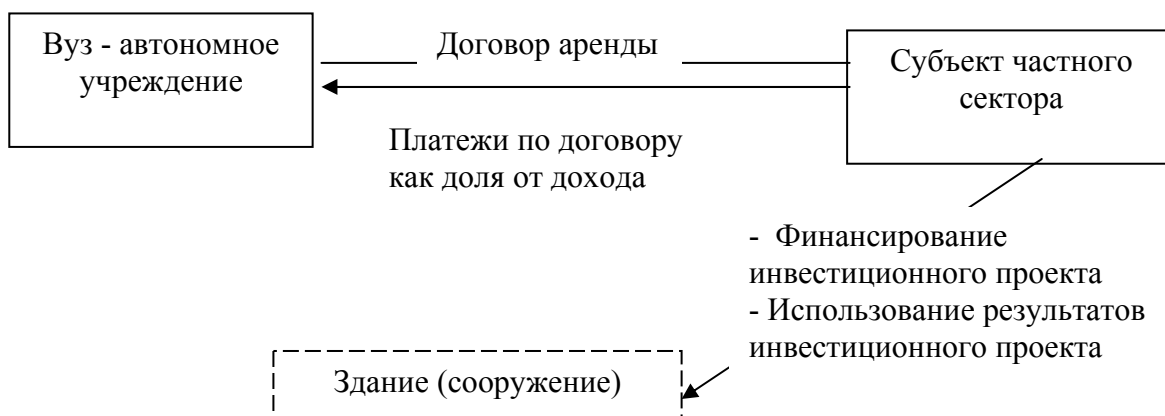 Вуз - автономное
учреждение
Договор аренды
Субъект частного
сектора
Платежи по договору
как доля от дохода
- Финансирование
инвестиционного проекта
- Использование результатов
инвестиционного проекта
Здание (сооружение)